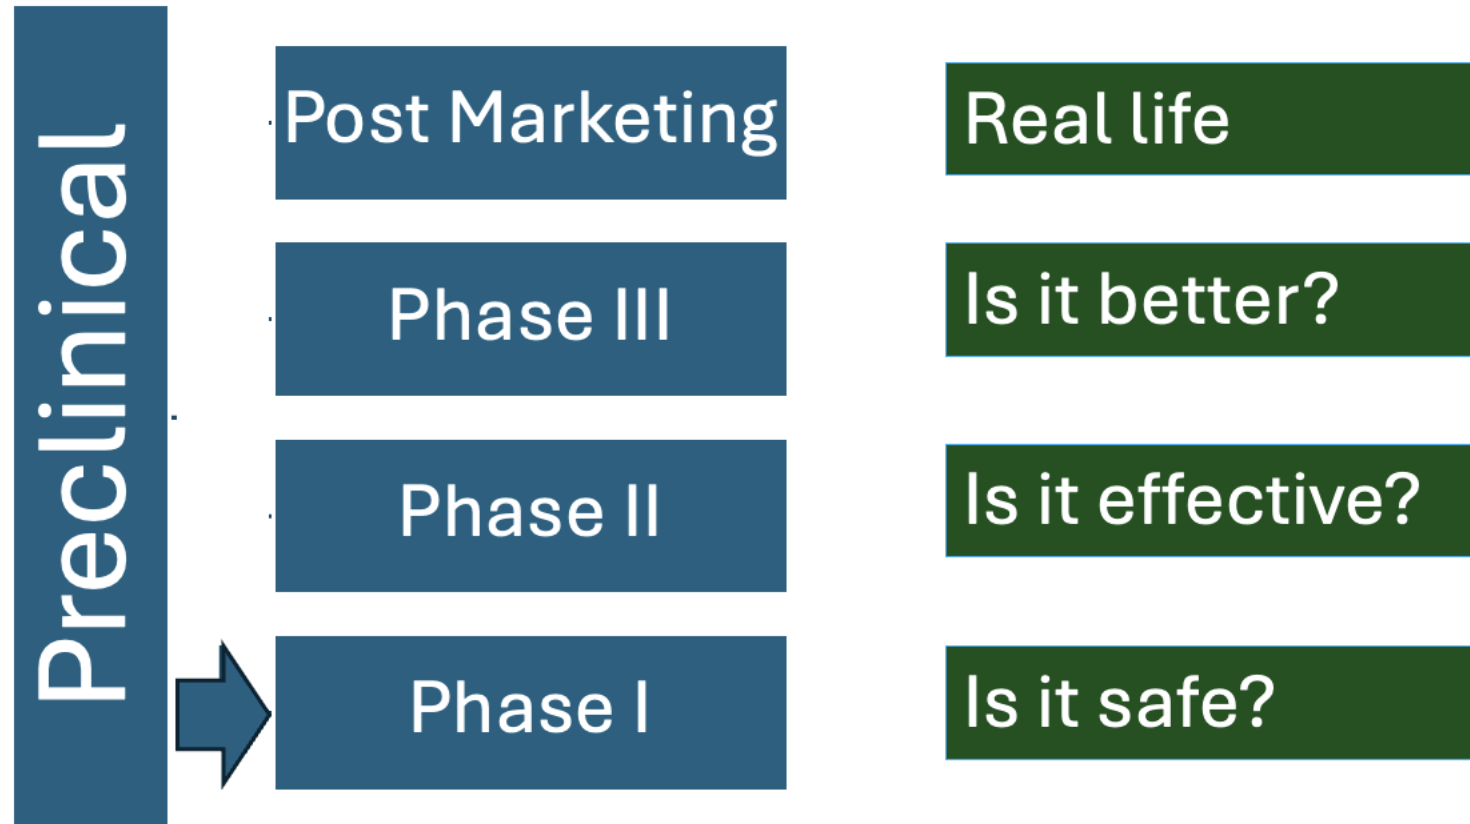 Preclinical
Post Marketing
Real life
Phase III
Is it better?
Phase II
Is it effective?
Phase I
Is it safe?